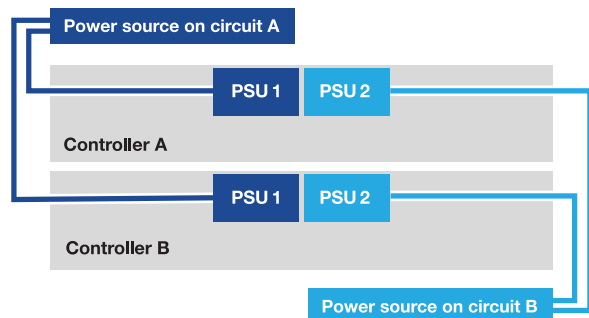 Power source on circuit A
PSU 1
PSU 2
Controller A
PSU 1
PSU 2
Controller B
Power source on circuit B